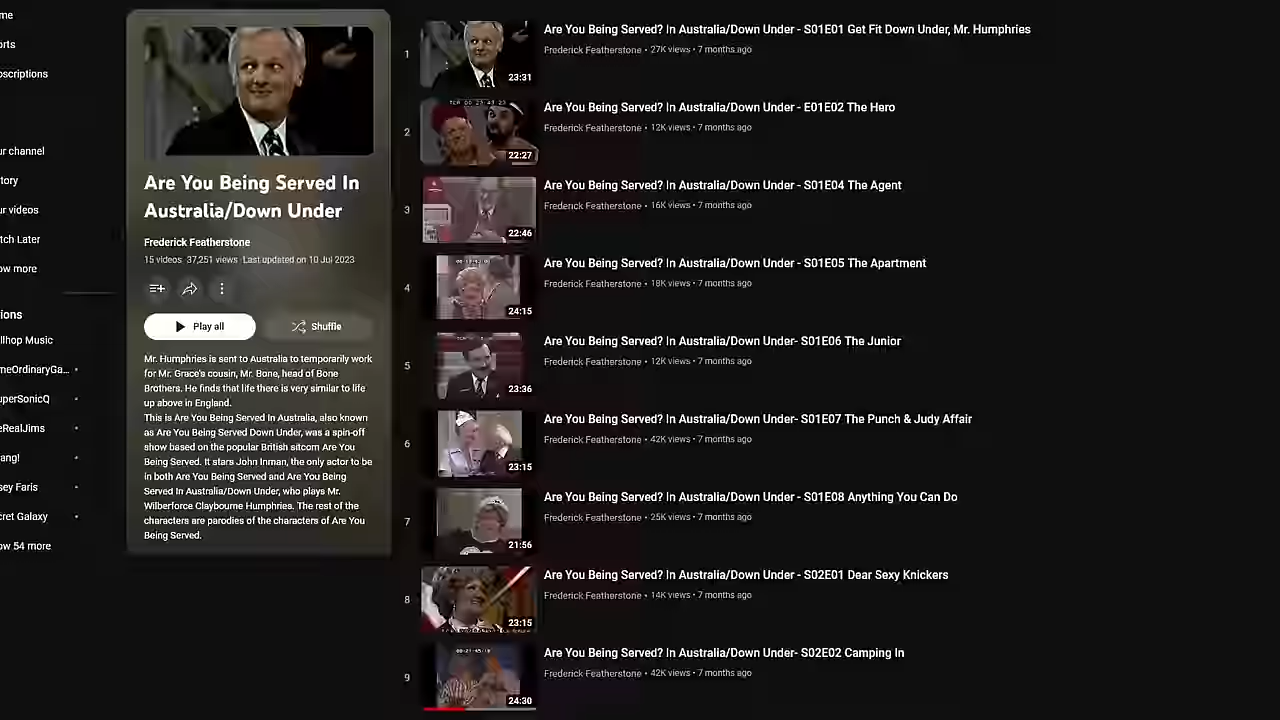 me
orts
oscriptions
ur channel
tory
ur videos
tch Later
ow more
ions
llhop Music
meOrdinaryGa...
uperSonicQ
eRealJims
ang!
sey Faris
cret Galaxy
ow 54 more
Are You Being Served In
Australia/Down Under
Frederick Featherstone
15 videos 37,251 views Last updated on 10 Jul 2023
Play all
Shuffle
Mr. Humphries is sent to Australia to temporarily work
for Mr. Grace's cousin, Mr. Bone, head of Bone
Brothers. He finds that life there is very similar to life
up above in England.
This is Are You Being Served In Australia, also known
as Are You Being Served Down Under, was a spin-off
show based on the popular British sitcom Are You
Being Served. It stars John Inman, the only actor to be
in both Are You Being Served and Are You Being
Served In Australia/Down Under, who plays Mr.
Wilberforce Claybourne Humphries. The rest of the
characters are parodies of the characters of Are You
Being Served.
1
23:31
Are You Being Served? In Australia/Down Under - S01E01 Get Fit Down Under, Mr. Humphries
Frederick Featherstone • 27K views • 7 months ago
2
22:27
Are You Being Served? In Australia/Down Under - E01E02 The Hero
Frederick Featherstone • 12K views • 7 months ago
3
22:46
Are You Being Served? In Australia/Down Under - S01E04 The Agent
Frederick Featherstone • 16K views • 7 months ago
4
24:15
Are You Being Served? In Australia/Down Under - S01E05 The Apartment
Frederick Featherstone • 18K views • 7 months ago
5
23:36
Are You Being Served? In Australia/Down Under- S01E06 The Junior
Frederick Featherstone • 12K views • 7 months ago
6
23:15
Are You Being Served? In Australia/Down Under- S01E07 The Punch & Judy Affair
Frederick Featherstone • 42K views • 7 months ago
7
21:56
Are You Being Served? In Australia/Down Under - S01E08 Anything You Can Do
Frederick Featherstone • 25K views • 7 months ago
8
23:15
Are You Being Served? In Australia/Down Under - S02E01 Dear Sexy Knickers
Frederick Featherstone • 14K views • 7 months ago
9
24:30
Are You Being Served? In Australia/Down Under- S02E02 Camping In
Frederick Featherstone • 42K views • 7 months ago